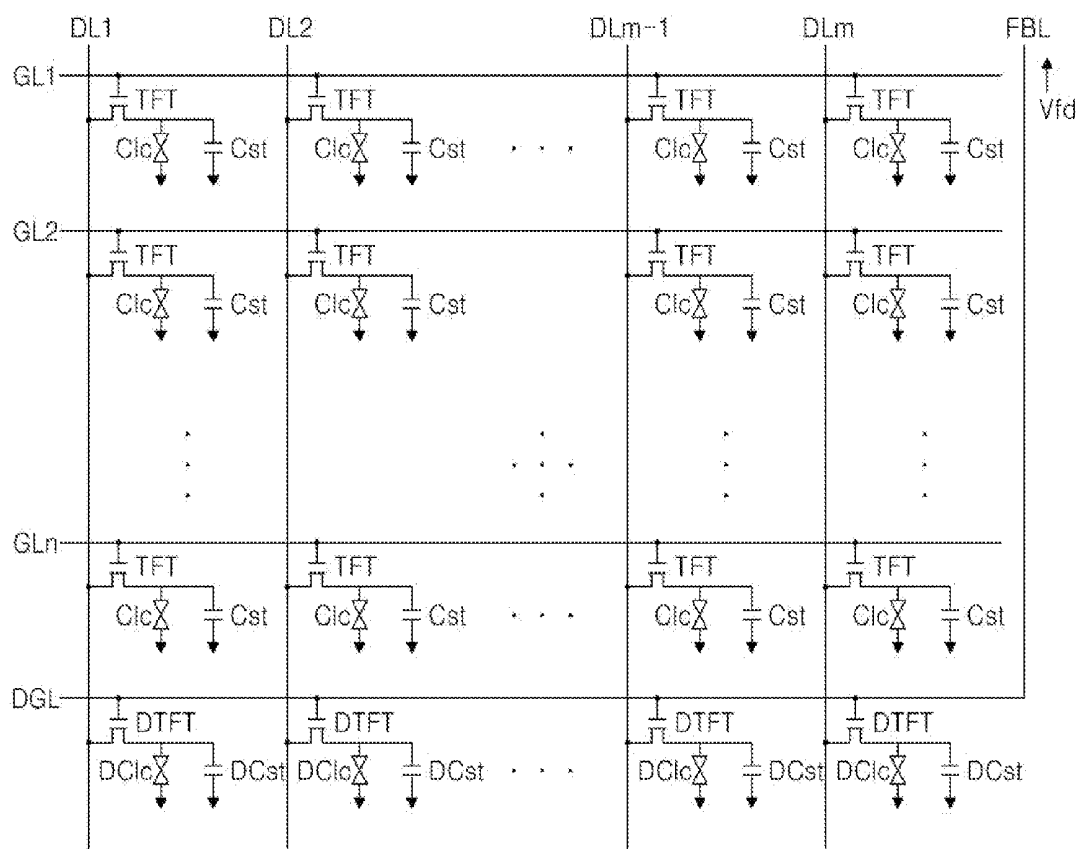 DL1 DL2 DLm-1 DLm FBL
GL1
TFT TFT TFT TFT Vfd
Clc Cst Clc Cst Clc Cst Clc Cst
GL2
TFT TFT TFT TFT
Clc Cst Clc Cst Clc Cst Clc Cst
GLn
TFT TFT TFT TFT
Clc Cst Clc Cst Clc Cst Clc Cst
DGL
DTFT DTFT DTFT DTFT
DClc DCst DClc DCst DClc DCst DClc DCst